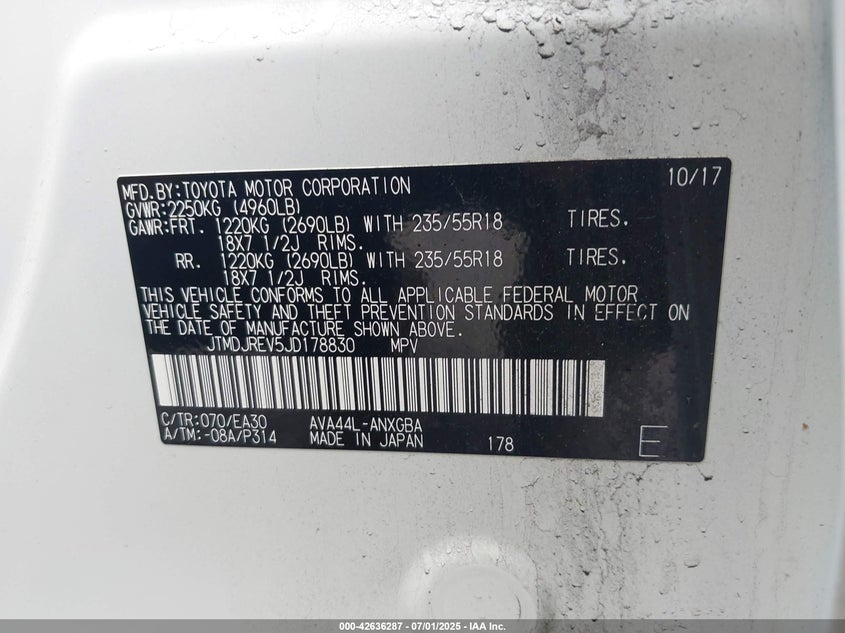 MFD.BY:TOYOTA MOTOR CORPORATION 10/17
GVWR:2250KG (4960LB)
GAWR:FRT. 1220KG (2690LB) WITH 235/55R18 TIRES.
18X7 1/2J RIMS.
RR. 1220KG (2690LB) WITH 235/55R18 TIRES.
18X7 1/2J RIMS.
THIS VEHICLE CONFORMS TO ALL APPLICABLE FEDERAL MOTOR
VEHICLE SAFETY AND THEFT PREVENTION STANDARDS IN EFFECT ON
THE DATE OF MANUFACTURE SHOWN ABOVE.
JTMDJREV5JD178830 MPV
C/TR:070/EA30 AVA44L-ANXGBA
A/TM:-08A/P314 MADE IN JAPAN 178 E
000-42636287 - 07/01/2025 - IAA Inc.